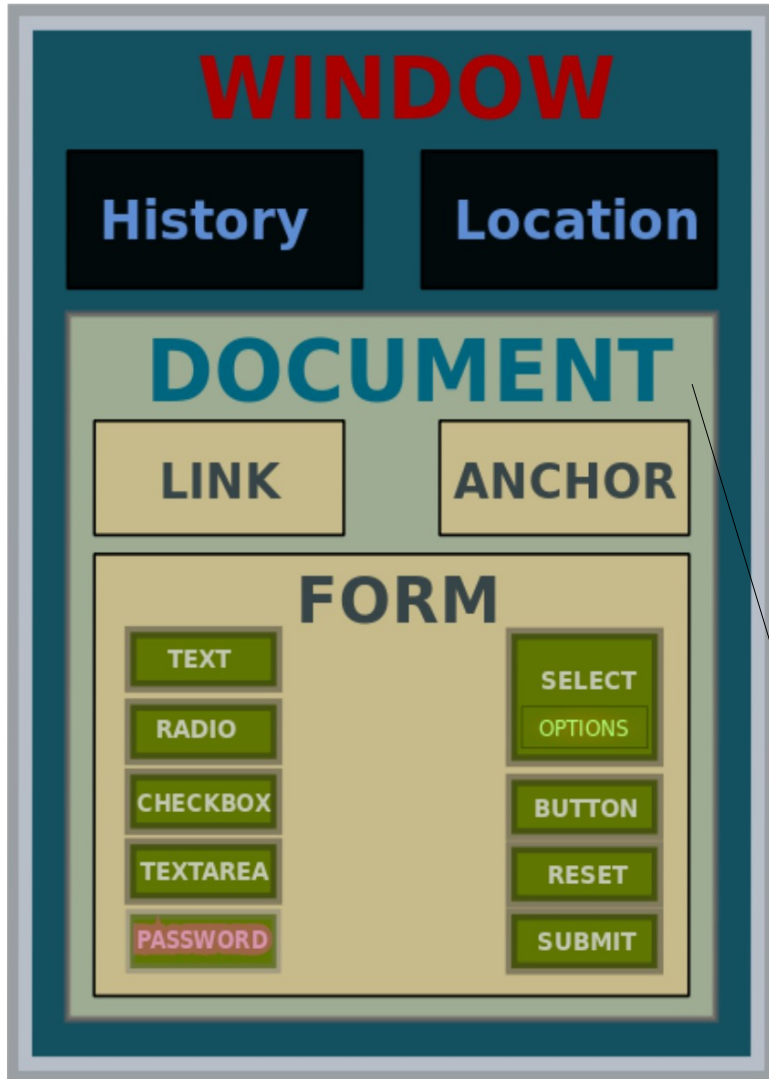 WINDOW
History Location
DOCUMENT
LINK ANCHOR
FORM
TEXT
RADIO
CHECKBOX
TEXTAREA
PASSWORD
SELECT
OPTIONS
BUTTON
RESET
SUBMIT